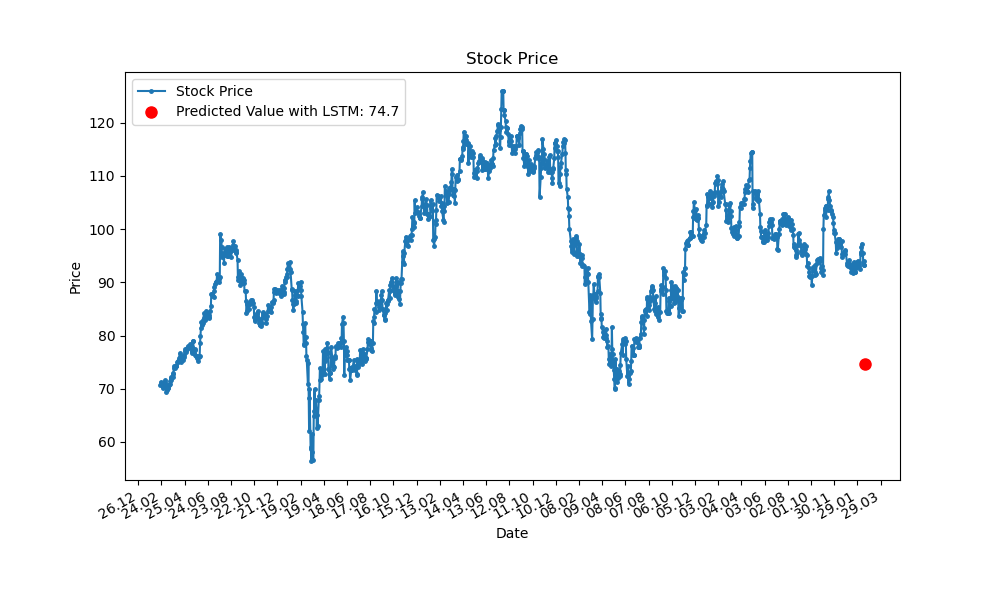 Stock Price
Stock Price
Predicted Value with LSTM: 74.7
Price
120
110
100
90
80
70
60
26.12 24.02 25.04 24.06 23.08 22.10 21.12 19.02 19.04 18.06 17.08 16.10 15.12 13.02 14.04 13.06 12.08 11.10 10.12 08.02 09.04 08.06 07.08 06.10 05.12 03.02 04.04 03.06 02.08 01.10 30.11 29.01 29.03
Date